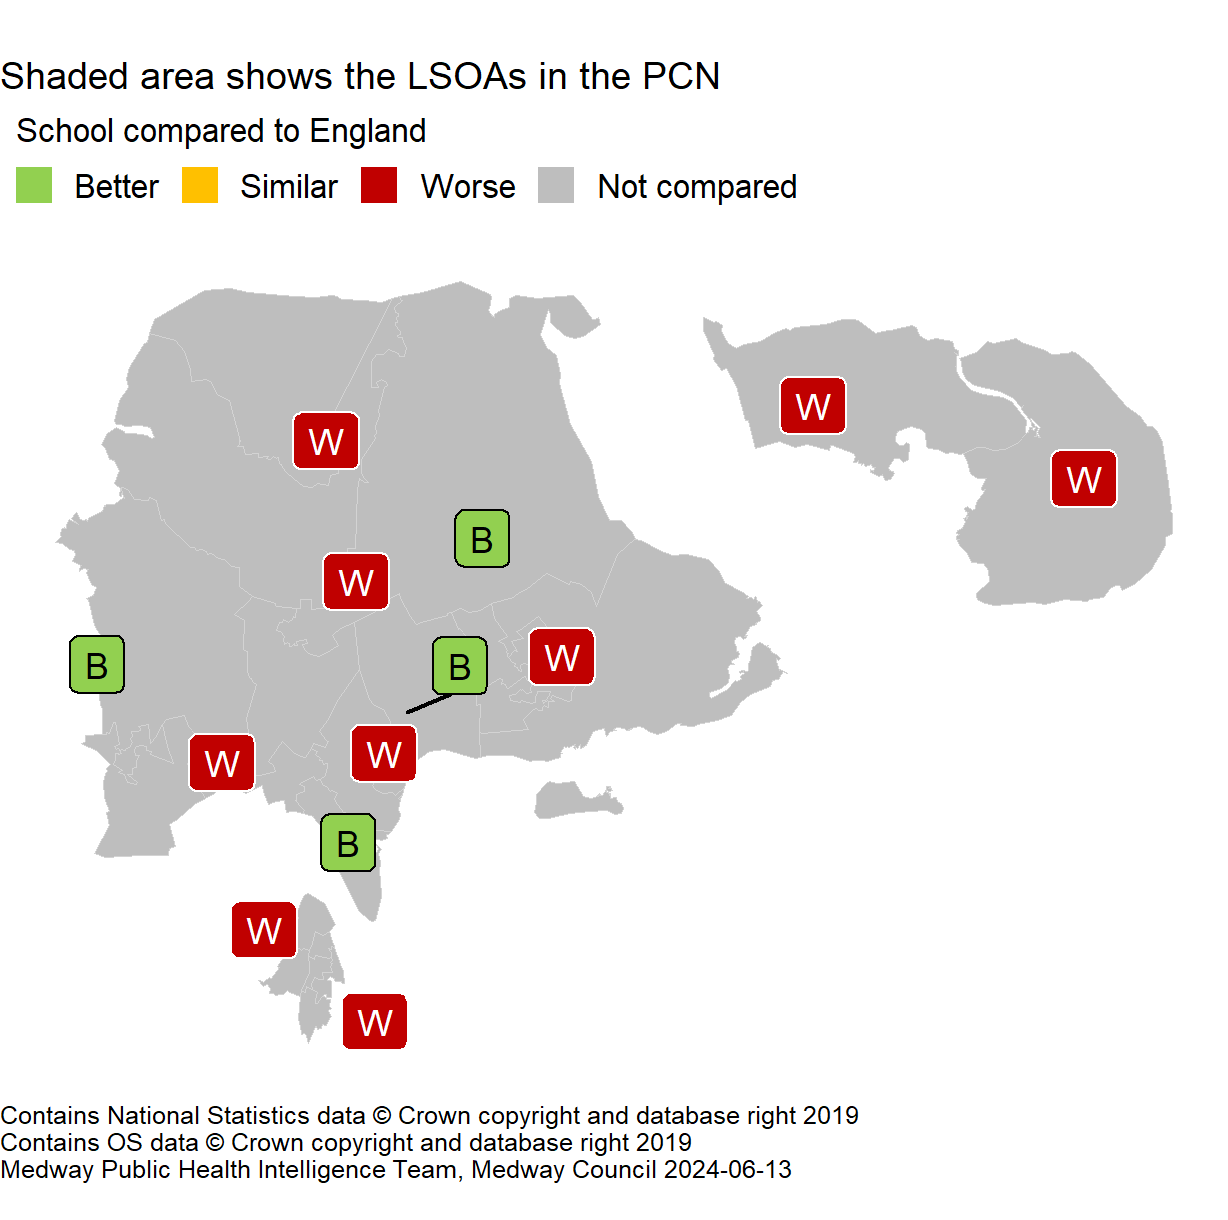 Shaded area shows the LSOAs in the PCN
School compared to England
Better Similar Worse Not compared
W
W
W
B
W
B
B
W
W
W
B
W
W
Contains National Statistics data © Crown copyright and database right 2019
Contains OS data © Crown copyright and database right 2019
Medway Public Health Intelligence Team, Medway Council 2024-06-13